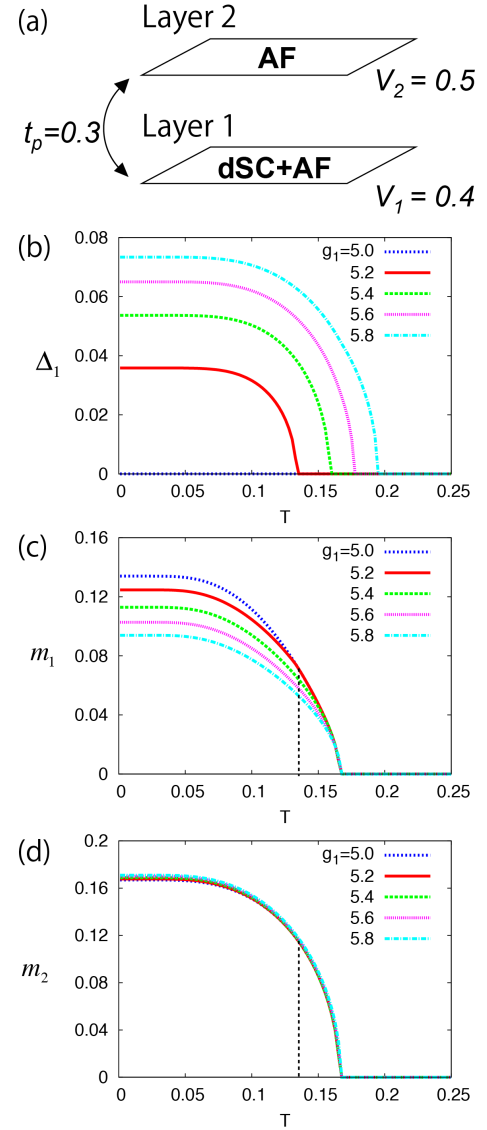 (a)
Layer 2
AF
V2 = 0.5
tp=0.3
Layer 1
dSC+AF
V1 = 0.4
(b)
0.08
0.06
0.04
0.02
0
Δ1
g1=5.0
5.2
5.4
5.6
5.8
0 0.05 0.1 0.15 0.2 0.25
T
(c)
0.16
0.12
0.08
0.04
0
m1
g1=5.0
5.2
5.4
5.6
5.8
0 0.05 0.1 0.15 0.2 0.25
T
(d)
0.2
0.16
0.12
0.08
0.04
0
m2
g1=5.0
5.2
5.4
5.6
5.8
0 0.05 0.1 0.15 0.2 0.25
T